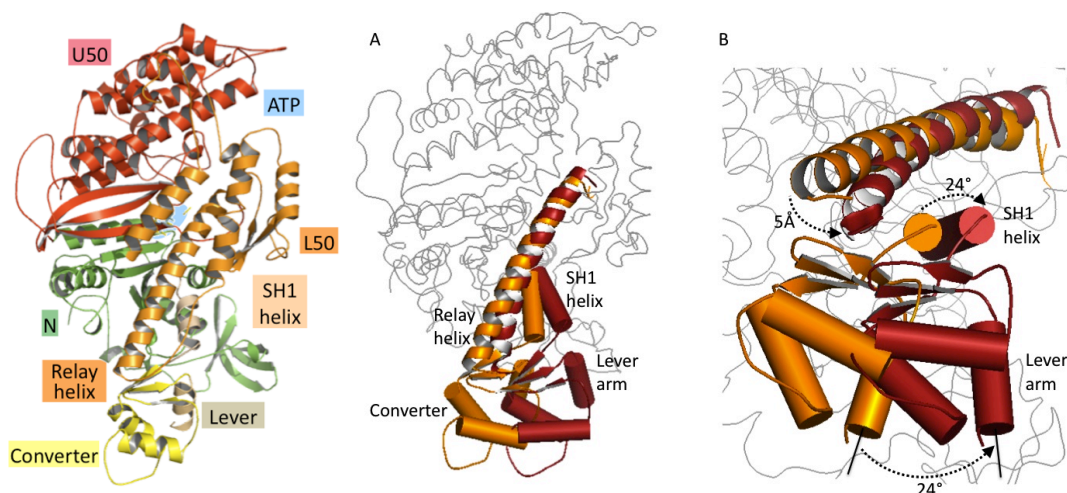 U50
ATP
L50
SH1
helix
N
Relay
helix
Lever
Converter
A
SH1
helix
Relay
helix
Lever
arm
Converter
B
24°
SH1
helix
5Å
Lever
arm
24°